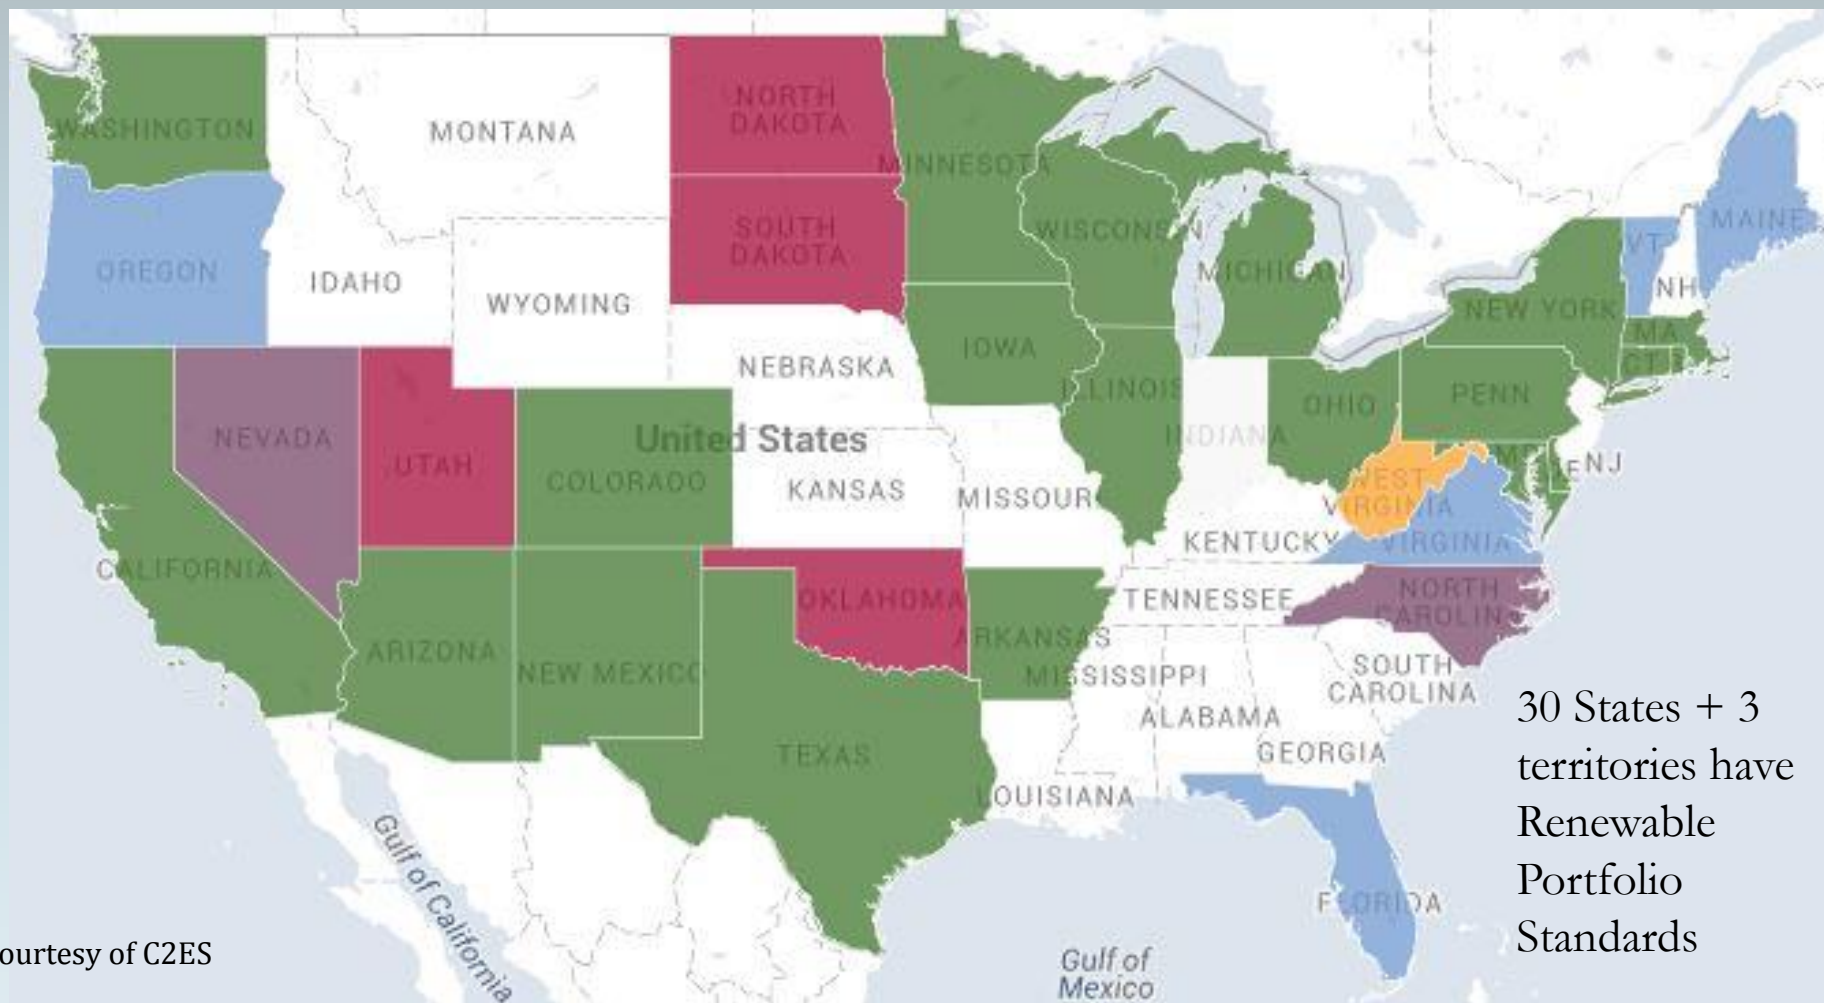 WASHINGTON
MONTANA
NORTH
DAKOTA
MINNESOTA
SOUTH
DAKOTA
WISCONSIN
MICHIGAN
VT
MAINE
NH
OREGON
IDAHO
WYOMING
NEW YORK
MA
CT
IOWA
NEBRASKA
ILLINOIS
OHIO
PENN
NEVADA
UTAH
United States
COLORADO
KANSAS
MISSOUR
INDIANA
WEST
VIRGINIA
NJ
KENTUCKY
VIRGINIA
CALIFORNIA
OKLAHOMA
TENNESSEE
NORTH
CAROLIN
ARIZONA
NEW MEXICO
ARKANSAS
MISSISSIPPI
SOUTH
CAROLINA
ALABAMA
GEORGIA
TEXAS
LOUISIANA
FLORIDA
Gulf of California
Gulf of
Mexico
30 States + 3
territories have
Renewable
Portfolio
Standards
ourtesy of C2ES